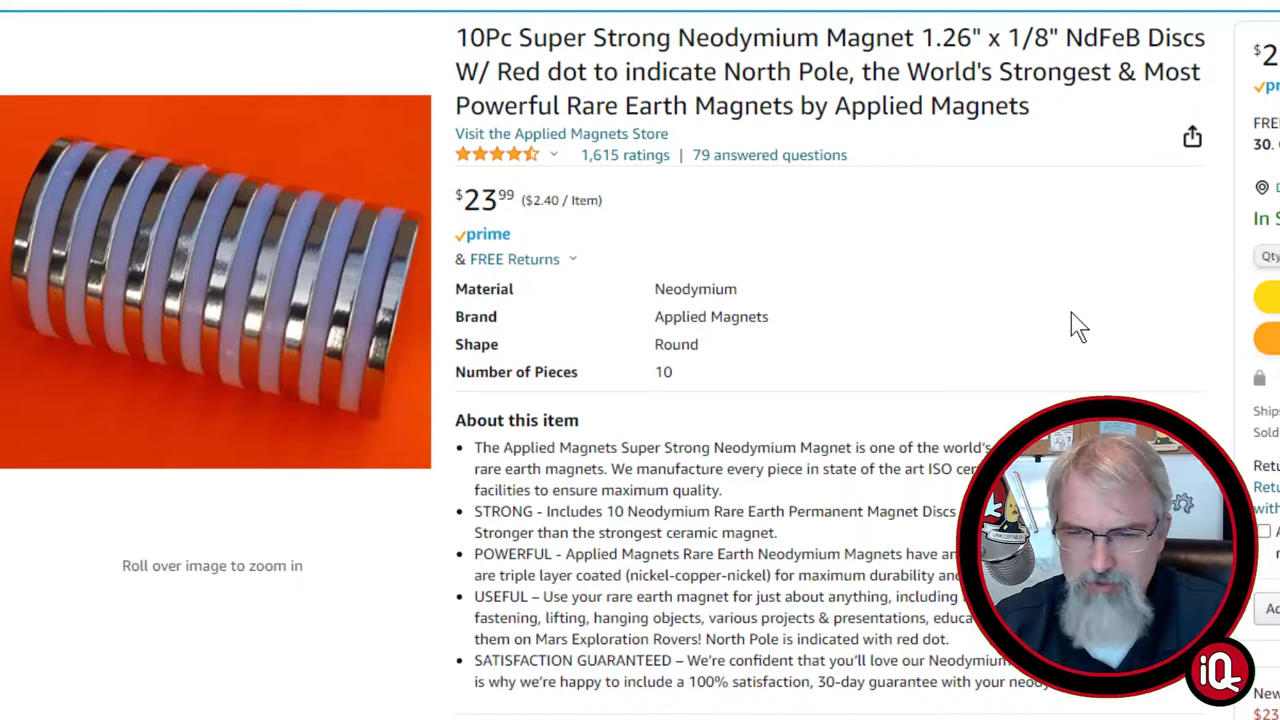 10Pc Super Strong Neodymium Magnet 1.26" x 1/8" NdFeB Discs
W/ Red dot to indicate North Pole, the World's Strongest & Most
Powerful Rare Earth Magnets by Applied Magnets
Visit the Applied Magnets Store
1,615 ratings | 79 answered questions
$23 99 ($2.40 / Item)
prime
& FREE Returns
Material Neodymium
Brand Applied Magnets
Shape Round
Number of Pieces 10
About this item
The Applied Magnets Super Strong Neodymium Magnet is one of the world's
rare earth magnets. We manufacture every piece in state of the art ISO
facilities to ensure maximum quality.
STRONG - Includes 10 Neodymium Rare Earth Permanent Magnet Discs
Stronger than the strongest ceramic magnet.
POWERFUL - Applied Magnets Rare Earth Neodymium Magnets have
are triple layer coated (nickel-copper-nickel) for maximum durability
USEFUL – Use your rare earth magnet for just about anything, including
fastening, lifting, hanging objects, various projects & presentations,
them on Mars Exploration Rovers! North Pole is indicated with red dot.
SATISFACTION GUARANTEED – We're confident that you'll love our
is why we're happy to include a 100% satisfaction, 30-day guarantee with your
Roll over image to zoom in
$2
FREE
30.
In
Qty
Ships
Sold
with
New
$23
iQ